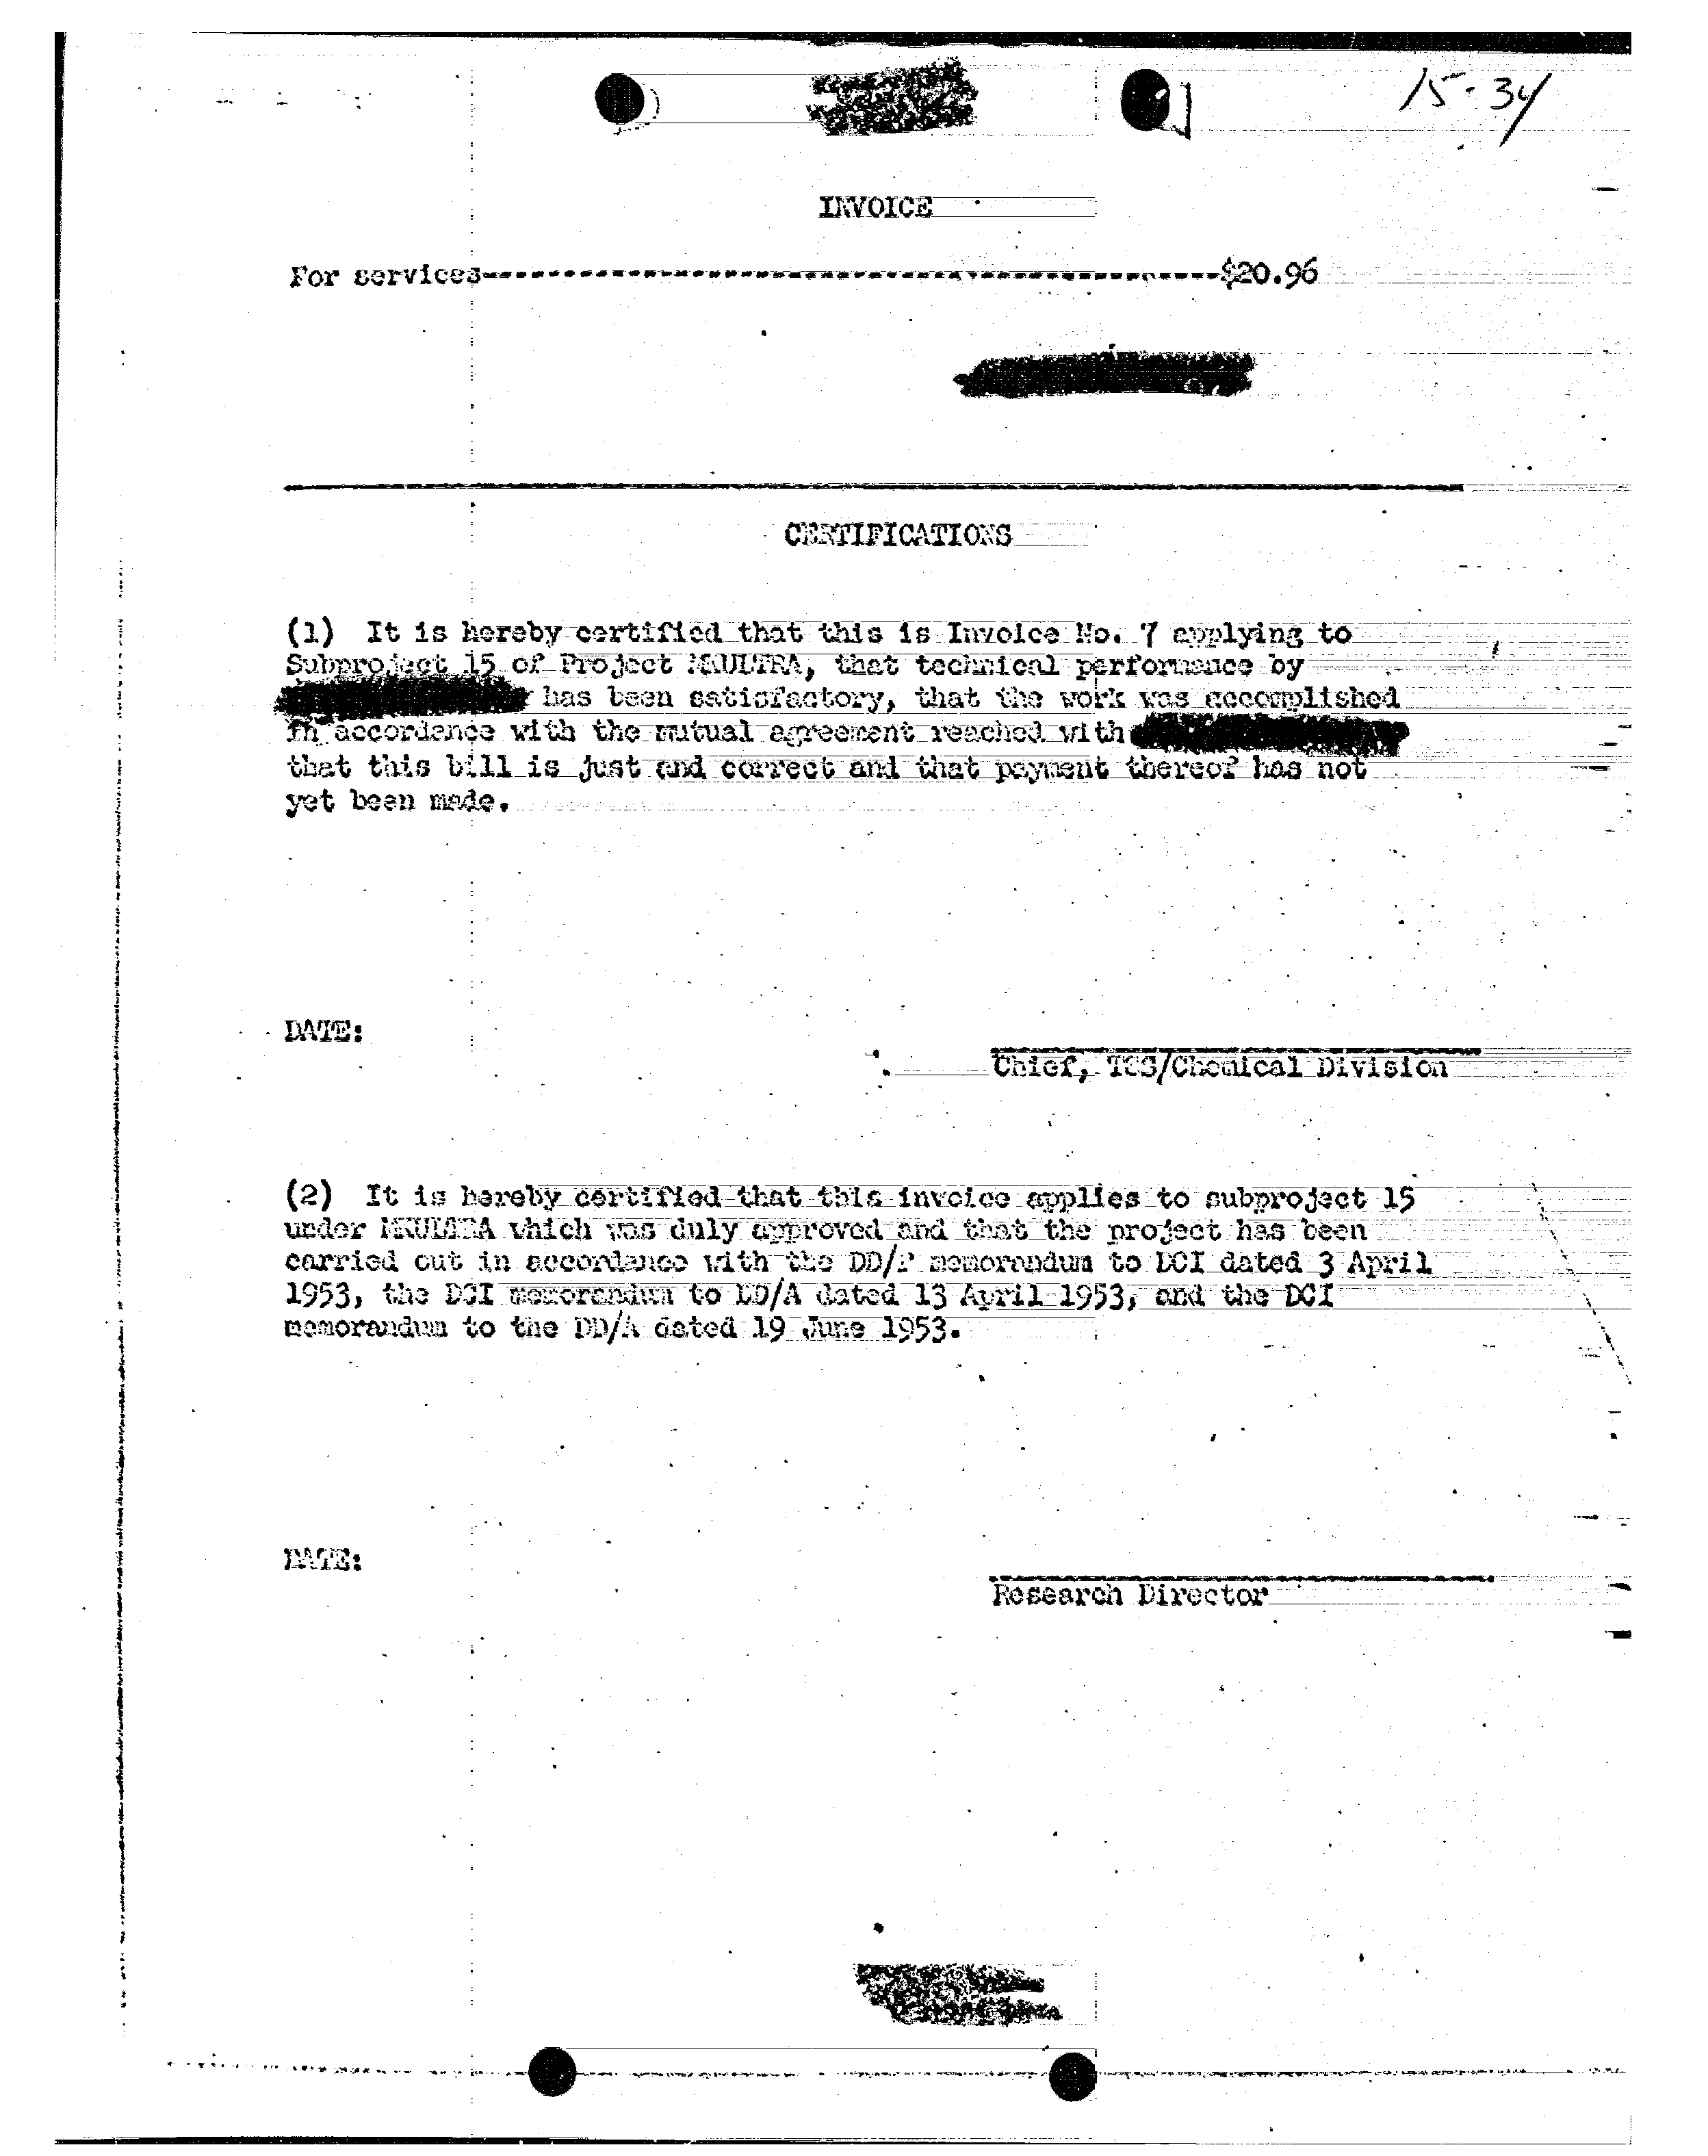 15-34
INVOICE
For services----------------------------------------------$20.96
CERTIFICATIONS
(1) It is hereby certified that this is Invoice No. 7 applying to
Subproject 15 of Project MKULTRA, that technical performance by
has been satisfactory, that the work was accomplished
in accordance with the mutual agreement reached with
that this bill is just and correct and that payment thereof has not
yet been made.
DATE:
Chief, TSS/Chemical Division
(2) It is hereby certified that this invoice applies to subproject 15
under MKULTRA which was duly approved and that the project has been
carried out in accordance with the DD/P memorandum to DCI dated 3 April
1953, the DCI memorandum to DD/A dated 13 April 1953, and the DCI
memorandum to the DD/A dated 19 June 1953.
DATE:
Research Director